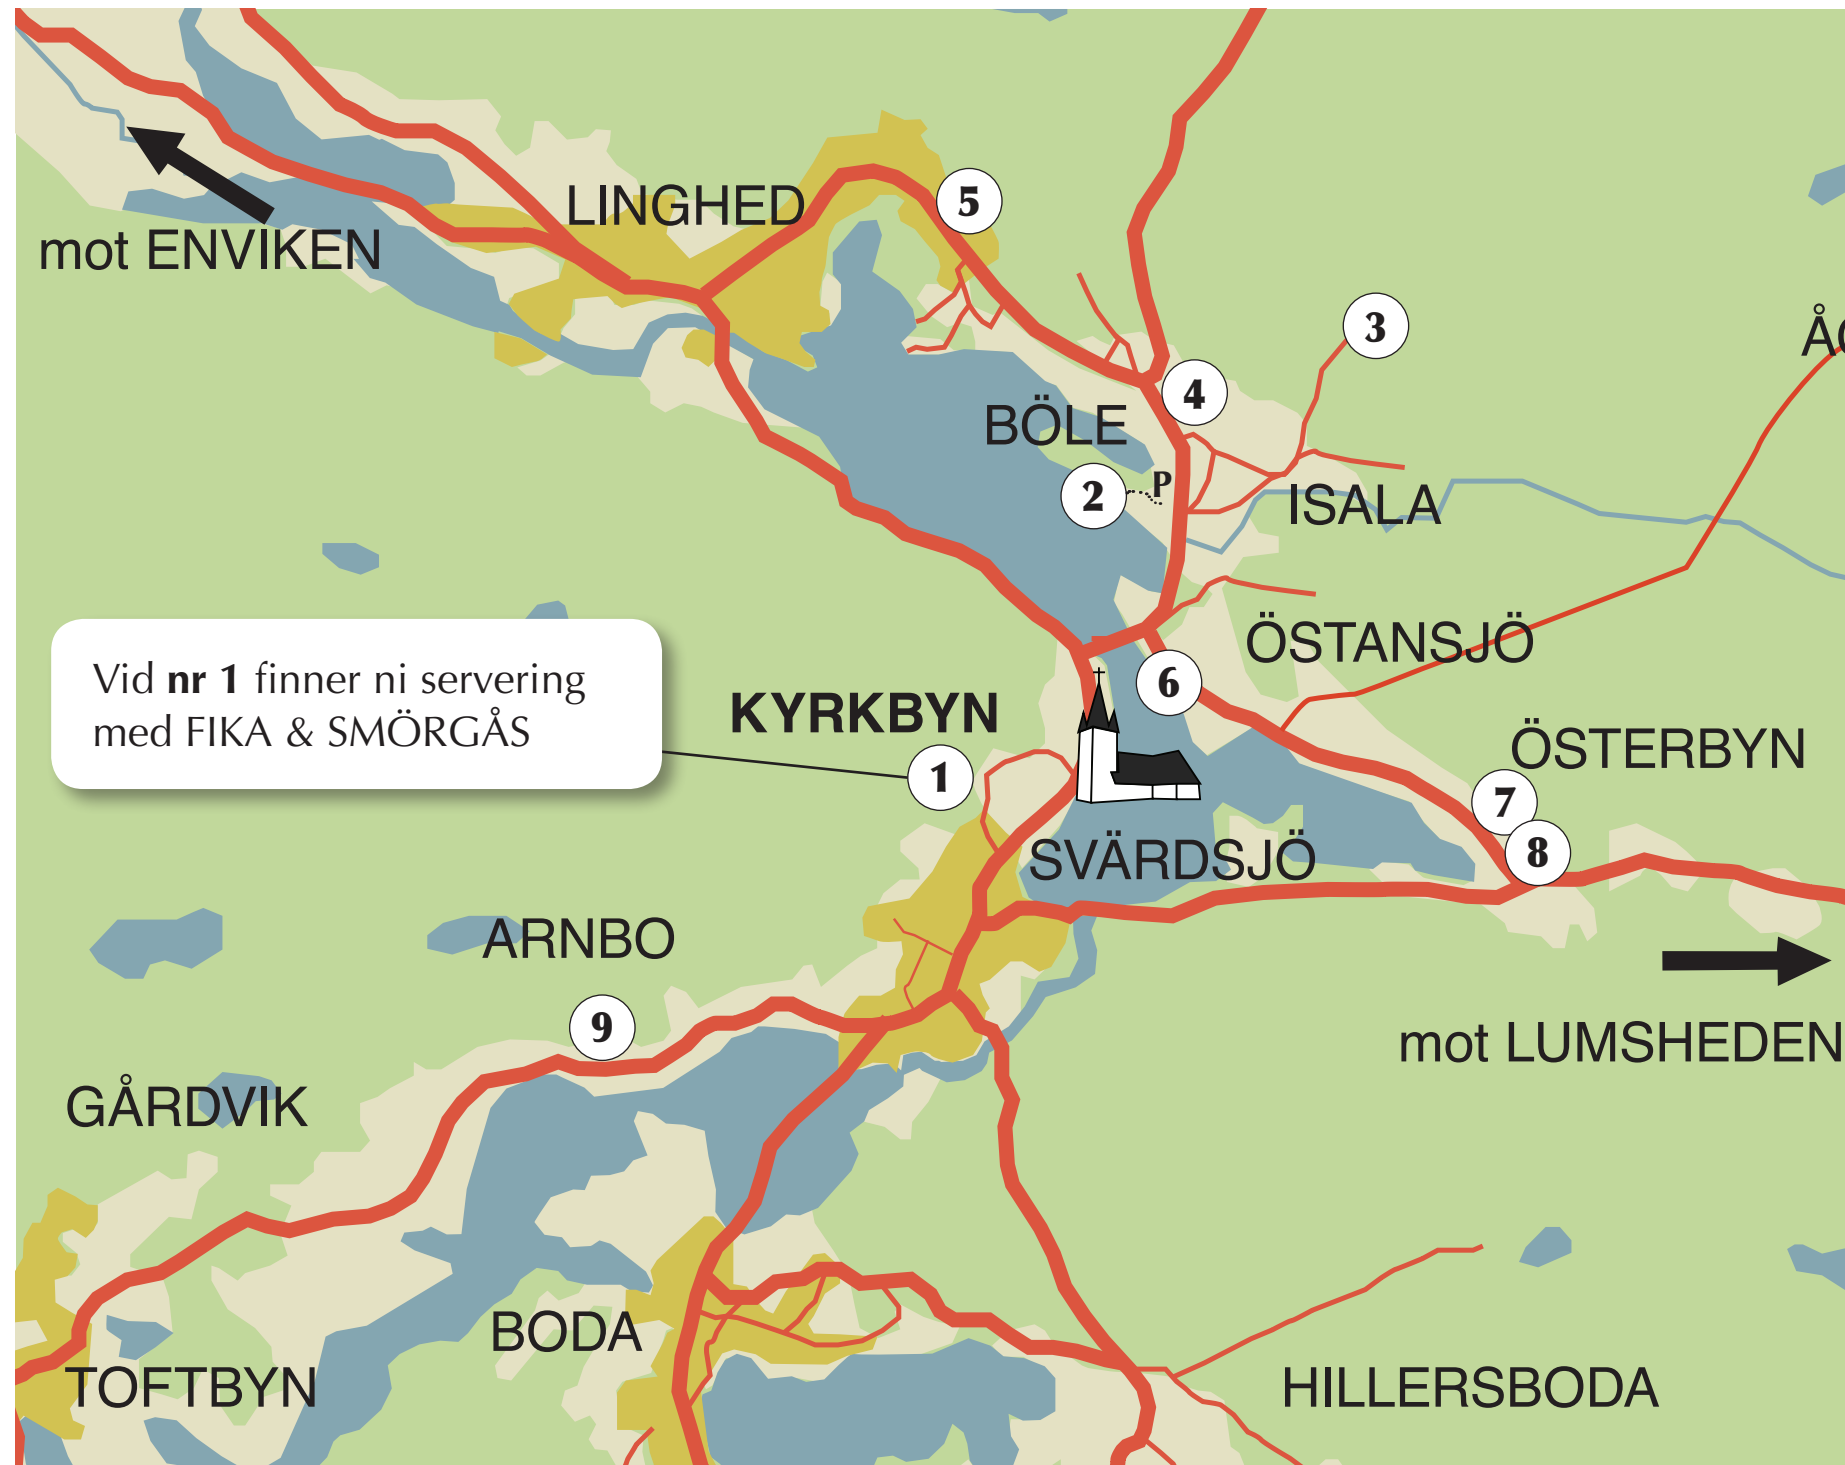 LINGHED
5
mot ENVIKEN
3
4
BÖLE
2
P
ISALA
ÖSTANSJÖ
Vid nr 1 finner ni servering
med FIKA & SMÖRGÅS
6
KYRKBYN
1
ÖSTERBYN
7
8
SVÄRDSJÖ
ARNBO
9
mot LUMSHEDEN
GÅRDVIK
BODA
TOFTBYN
HILLERSBODA